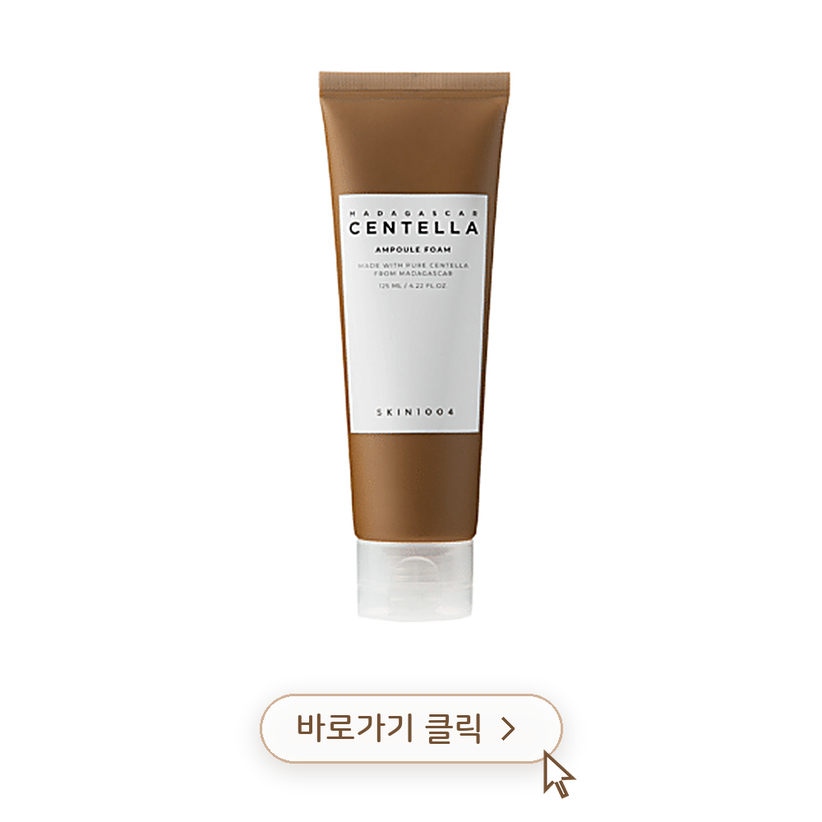 MADAGASCAR
CENTELLA
AMPOULE FOAM
MADE WITH PURE CENTELLA
FROM MADAGASCAR
125 ML / 4.22 FL.OZ.
SKIN1004
바로가기 클릭 >